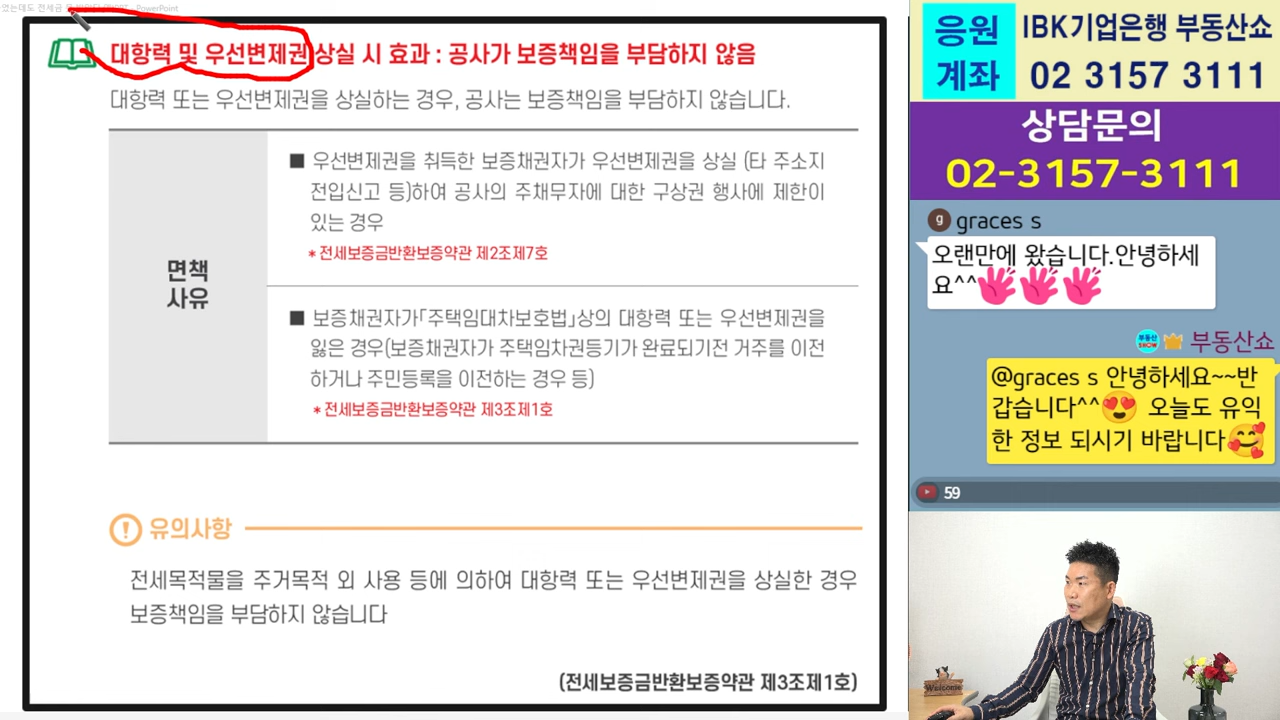 였는데도 전세금 - PowerPoint
대항력 및 우선변제권 상실 시 효과 : 공사가 보증책임을 부담하지 않음
대항력 또는 우선변제권을 상실하는 경우, 공사는 보증책임을 부담하지 않습니다.
면책
사유
■ 우선변제권을 취득한 보증채권자가 우선변제권을 상실 (타 주소지
전입신고 등)하여 공사의 주채무자에 대한 구상권 행사에 제한이
있는 경우
* 전세보증금반환보증약관 제2조제7호
■ 보증채권자가「주택임대차보호법」상의 대항력 또는 우선변제권을
잃은 경우(보증채권자가 주택임차권등기가 완료되기전 거주를 이전
하거나 주민등록을 이전하는 경우 등)
* 전세보증금반환보증약관 제3조제1호
! 유의사항
전세목적물을 주거목적 외 사용 등에 의하여 대항력 또는 우선변제권을 상실한 경우
보증책임을 부담하지 않습니다
(전세보증금반환보증약관 제3조제1호)
응원
계좌
IBK기업은행 부동산쇼
02 3157 3111
상담문의
02-3157-3111
g graces s
오랜만에 왔습니다.안녕하세
요^^
부동산 SHOW 부동산쇼
@graces s 안녕하세요~~반
갑습니다^^😍 오늘도 유익
한 정보 되시기 바랍니다🥰
59
Welcome